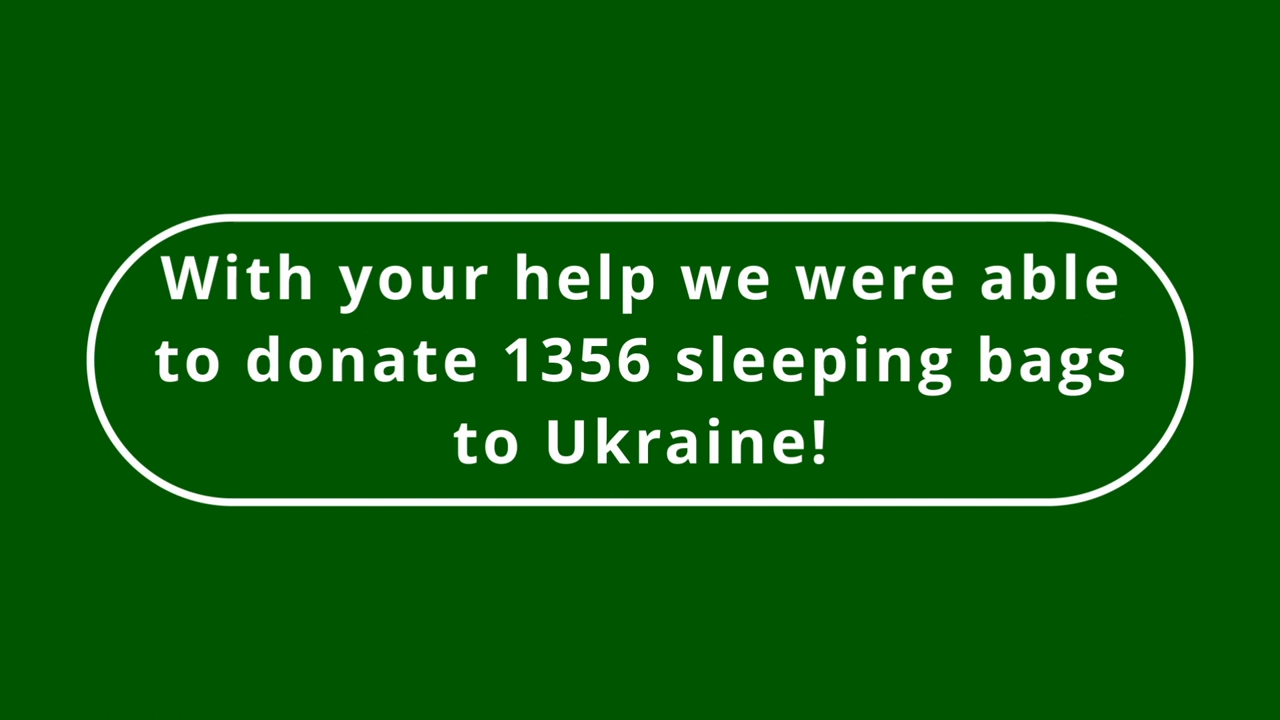 With your help we were able
to donate 1356 sleeping bags
to Ukraine!